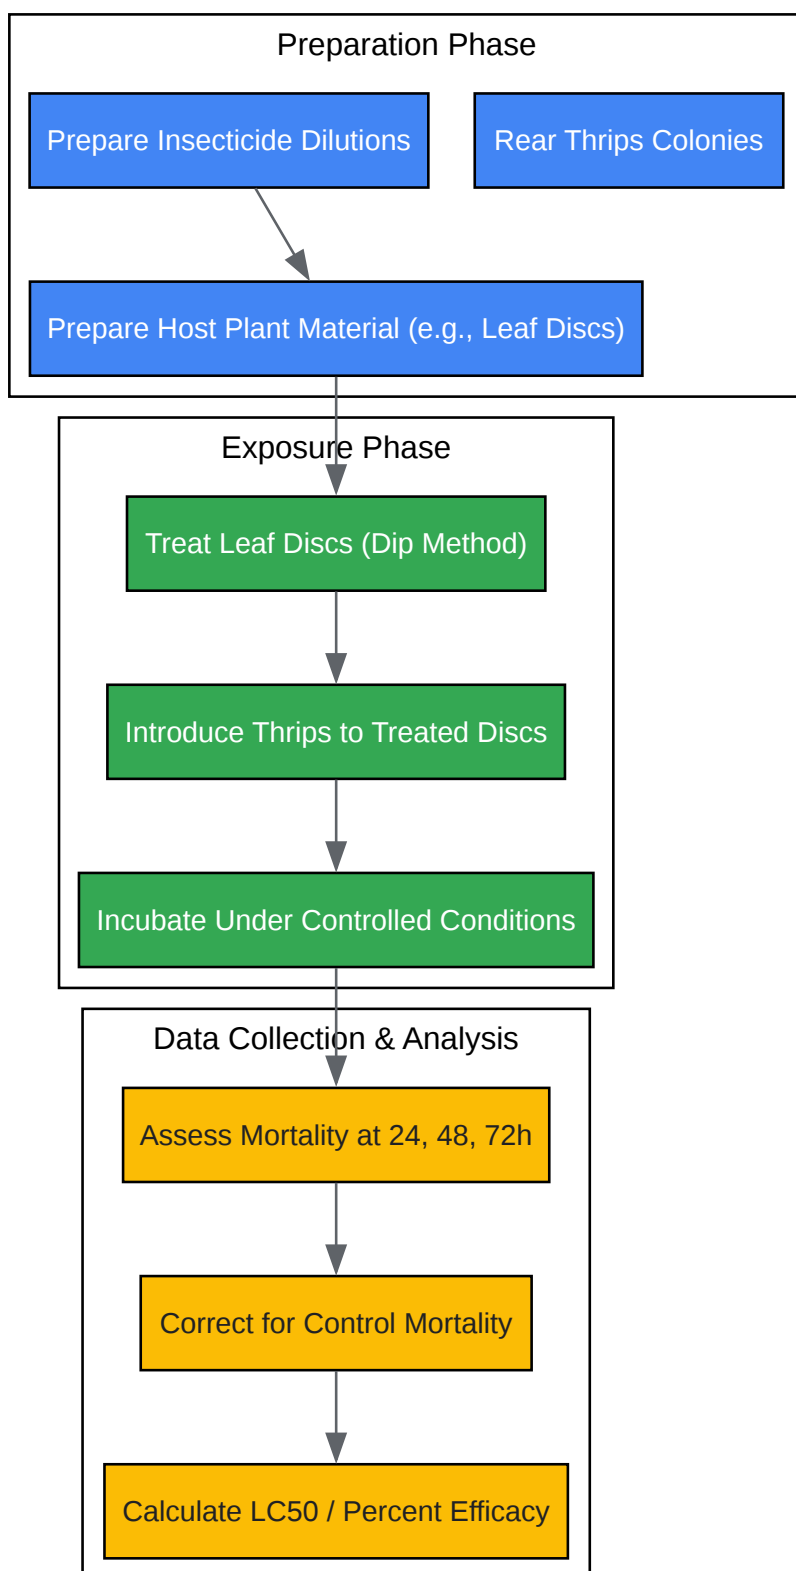 Preparation Phase
Prepare Insecticide Dilutions
Rear Thrips Colonies
Prepare Host Plant Material (e.g., Leaf Discs)
Exposure Phase
Treat Leaf Discs (Dip Method)
Introduce Thrips to Treated Discs
Incubate Under Controlled Conditions
Data Collection & Analysis
Assess Mortality at 24, 48, 72h
Correct for Control Mortality
Calculate LC50 / Percent Efficacy